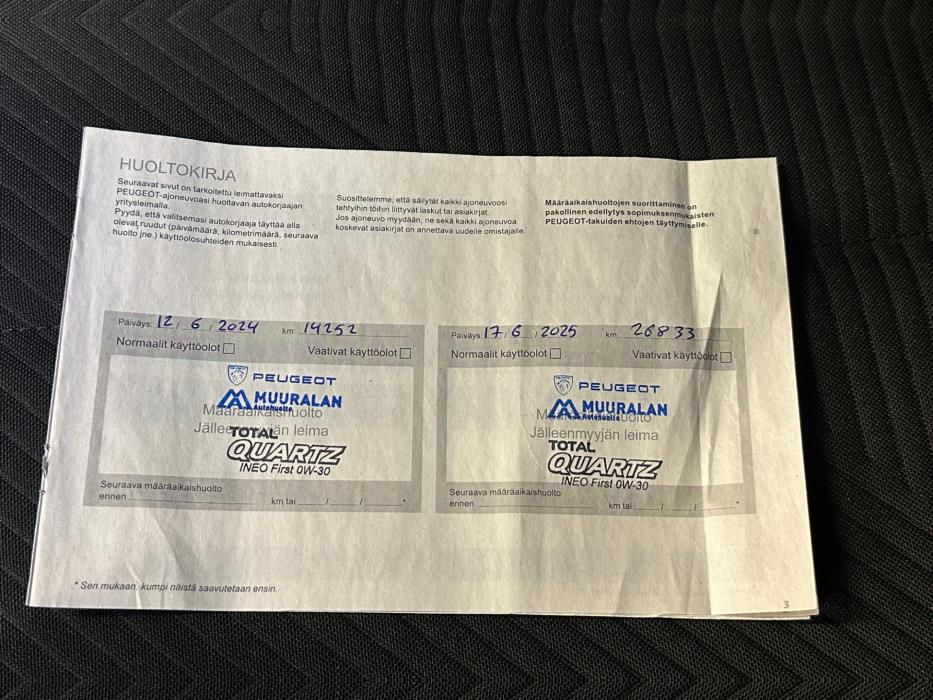 HUOLTOKIRJA
Seuraavat sivut on tarkoitettu leimattavaksi
PEUGEOT-ajoneuvoasi huoltavan autokorjaajan
yritysleimalla.
Pyydä, että valitsemasi autokorjaaja täyttää alla
olevat ruudut (päivämäärä, kilometrimäärä, seuraava
huolto jne.) käyttöolosuhteiden mukaisesti.
Suosittelemme, että säilytät kaikki ajoneuvoosi
tehtyihin töihin liittyvät laskut tai asiakirjat.
Jos ajoneuvo myydään, ne sekä kaikki ajoneuvoa
koskevat asiakirjat on annettava uudelle omistajalle.
Määräaikaishuoltojen suorittaminen on
pakollinen edellytys sopimuksenmukaisten
PEUGEOT-takuiden ehtojen täyttymiselle.
Päiväys: 12 / 6 / 2024 km 14252
Normaalit käyttöolot Vaativat käyttöolot
PEUGEOT
MUURALAN
Autohuolto
Määräaikaishuolto
Jälleenmyyjän leima
TOTAL
QUARTZ
INEO First 0W-30
Seuraava määräaikaishuolto
ennen km tai / / *
Päiväys: 17 / 6 / 2025 km 26833
Normaalit käyttöolot Vaativat käyttöolot
PEUGEOT
MUURALAN
Autohuolto
Määräaikaishuolto
Jälleenmyyjän leima
TOTAL
QUARTZ
INEO First 0W-30
Seuraava määräaikaishuolto
ennen km tai / / *
* Sen mukaan, kumpi näistä saavutetaan ensin.
3